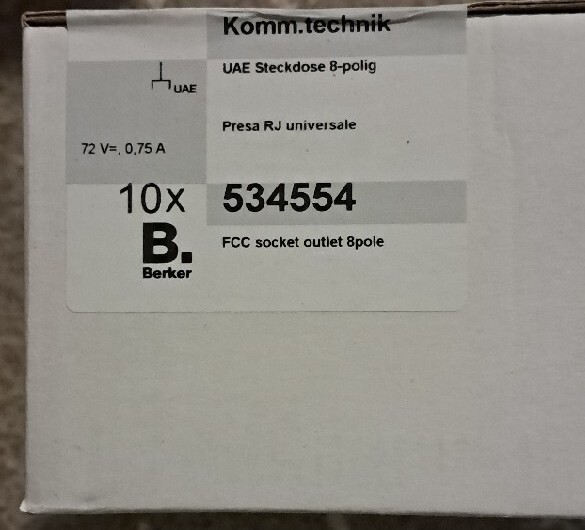 Komm.technik
UAE Steckdose 8-polig
UAE
Presa RJ universale
72 V=, 0,75 A
10x 534554
B.
Berker
FCC socket outlet 8pole